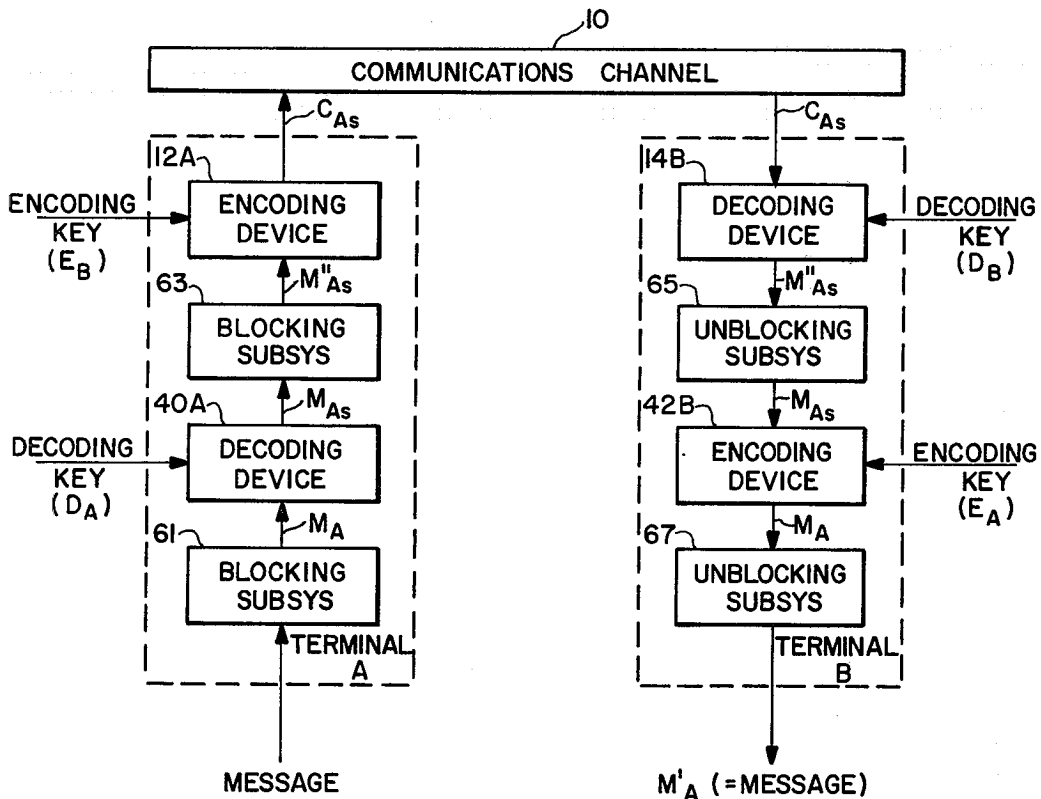 10
COMMUNICATIONS CHANNEL
C_As
C_As
12A
ENCODING
DEVICE
ENCODING
KEY
(E_B)
M"_As
63
BLOCKING
SUBSYS
M_As
40A
DECODING
DEVICE
DECODING
KEY
(D_A)
M_A
61
BLOCKING
SUBSYS
TERMINAL
A
MESSAGE
14B
DECODING
DEVICE
DECODING
KEY
(D_B)
M"_As
65
UNBLOCKING
SUBSYS
M_As
42B
ENCODING
DEVICE
ENCODING
KEY
(E_A)
M_A
67
UNBLOCKING
SUBSYS
TERMINAL
B
M'_A (=MESSAGE)